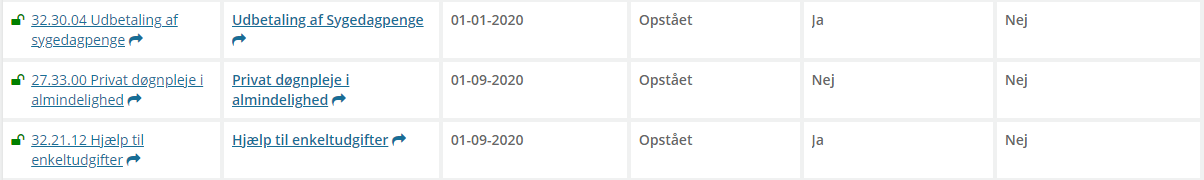 32.30.04 Udbetaling af sygedagpenge Udbetaling af Sygedagpenge 01-01-2020 Opstået Ja Nej
27.33.00 Privat døgnpleje i almindelighed Privat døgnpleje i almindelighed 01-09-2020 Opstået Nej Nej
32.21.12 Hjælp til enkeltudgifter Hjælp til enkeltudgifter 01-09-2020 Opstået Ja Nej